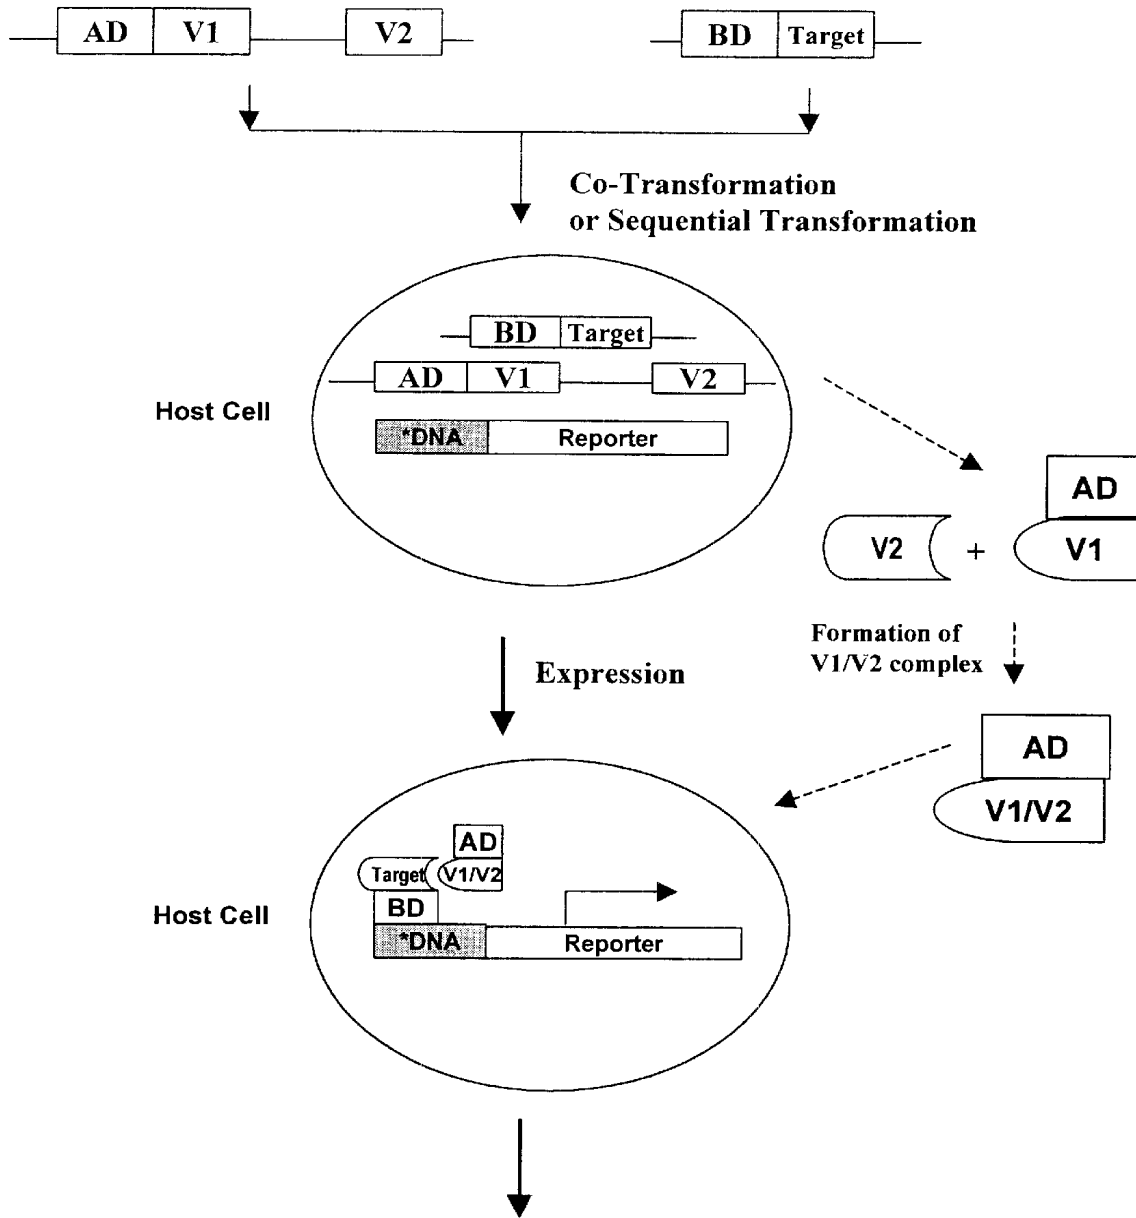 AD V1 V2 BD Target
Co-Transformation
or Sequential Transformation
BD Target
AD V1 V2
Host Cell
*DNA Reporter
AD
V2 + V1
Formation of
V1/V2 complex
Expression
AD
V1/V2
AD
Target V1/V2
BD
Host Cell
*DNA Reporter